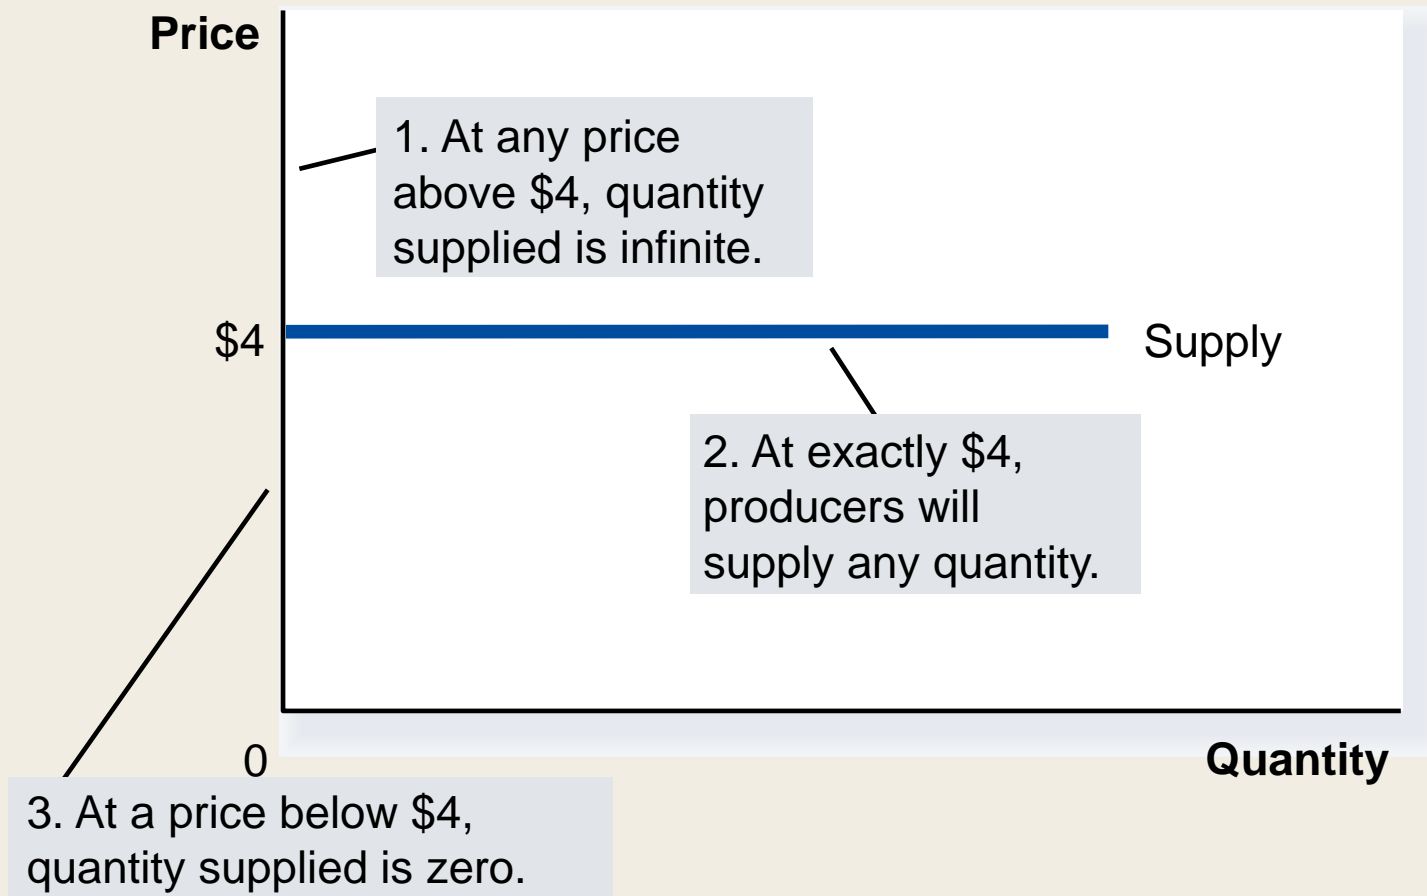 Price
1. At any price
above $4, quantity
supplied is infinite.
$4
Supply
2. At exactly $4,
producers will
supply any quantity.
0
Quantity
3. At a price below $4,
quantity supplied is zero.